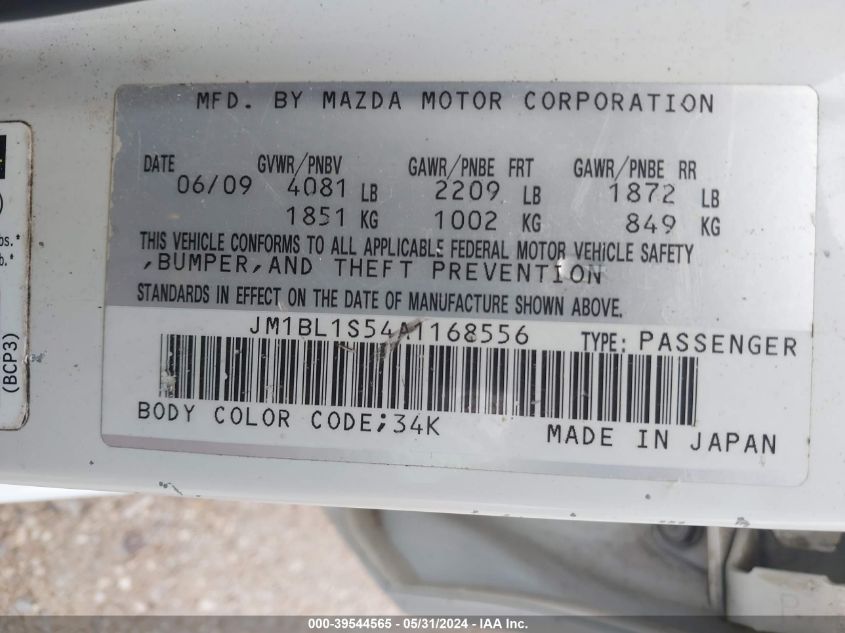 MFD. BY MAZDA MOTOR CORPORATION
DATE GVWR/PNBV GAWR/PNBE FRT GAWR/PNBE RR
06/09 4081 LB 2209 LB 1872 LB
1851 KG 1002 KG 849 KG
THIS VEHICLE CONFORMS TO ALL APPLICABLE FEDERAL MOTOR VEHICLE SAFETY
,BUMPER,AND THEFT PREVENTION
STANDARDS IN EFFECT ON THE DATE OF MANUFACTURE SHOWN ABOVE.
JM1BL1S54A1168556 TYPE: PASSENGER
BODY COLOR CODE;34K MADE IN JAPAN
bs.*
b.*
(BCP3)
000-39544565 - 05/31/2024 - IAA Inc.